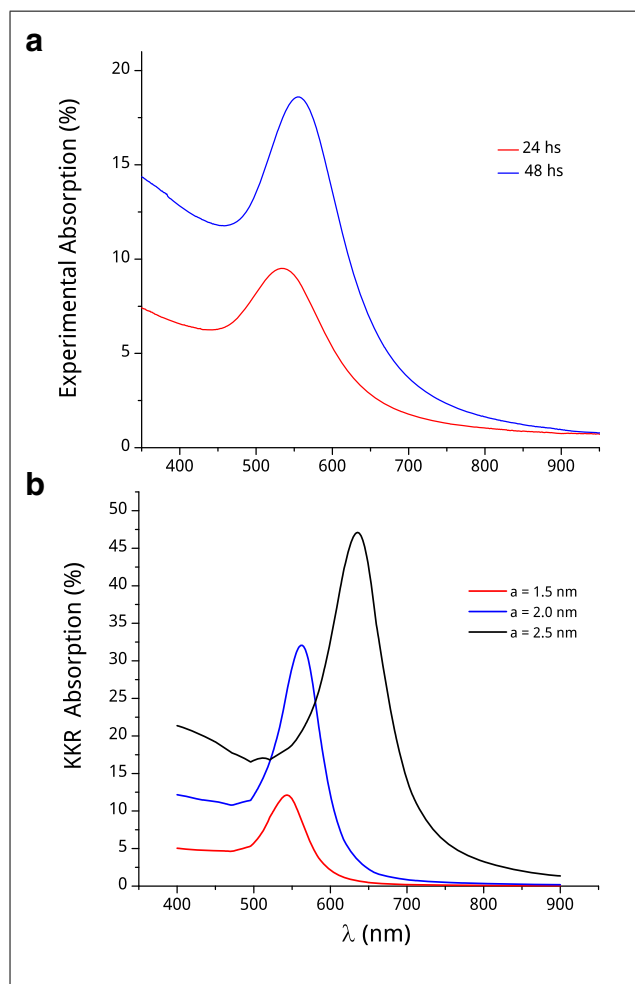 a
Experimental Absorption (%)
20
15
10
5
0
24 hs
48 hs
400 500 600 700 800 900
b
KKR Absorption (%)
50
45
40
35
30
25
20
15
10
5
0
a = 1.5 nm
a = 2.0 nm
a = 2.5 nm
400 500 600 700 800 900
λ (nm)